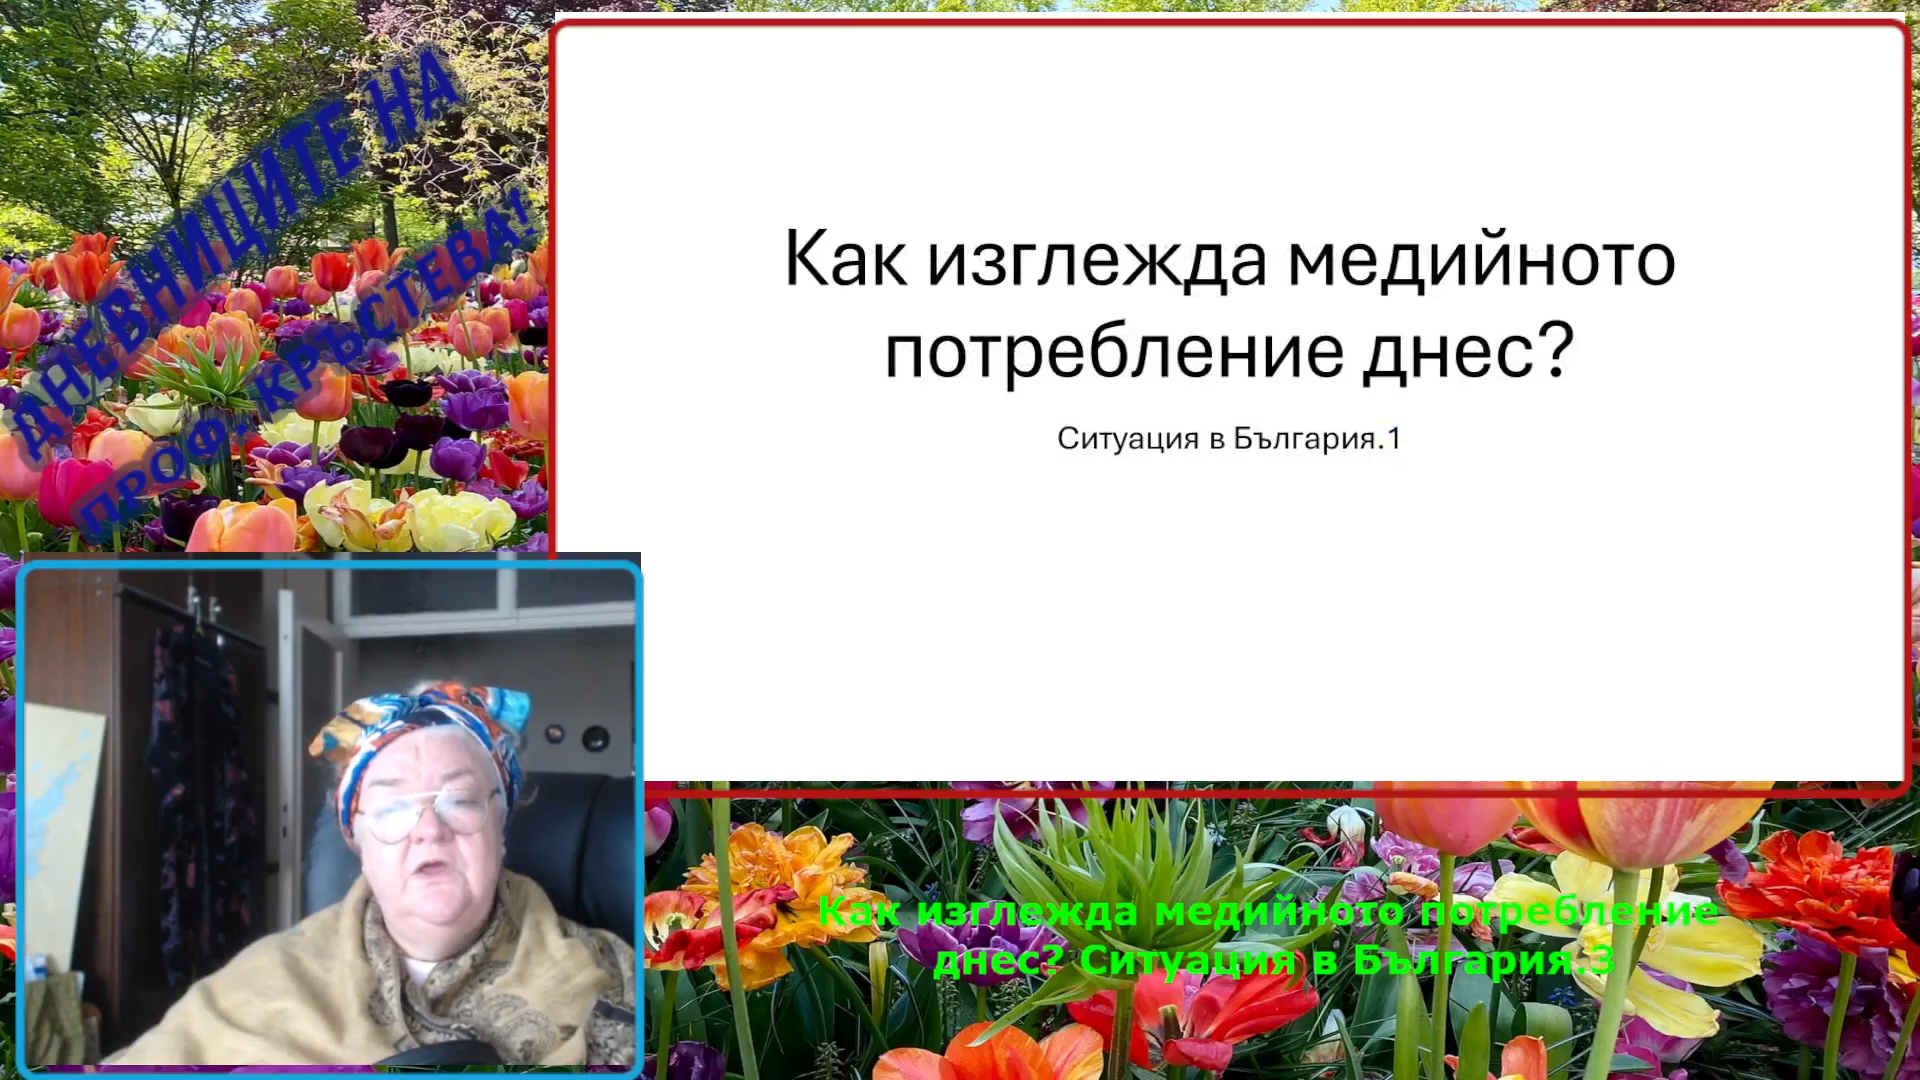 ДНЕВНИЦИТЕ НА
ПРОФ. КРЪСТЕВА!
Как изглежда медийното
потребление днес?
Ситуация в България.1
Как изглежда медийното потребление
днес? Ситуация в България.3